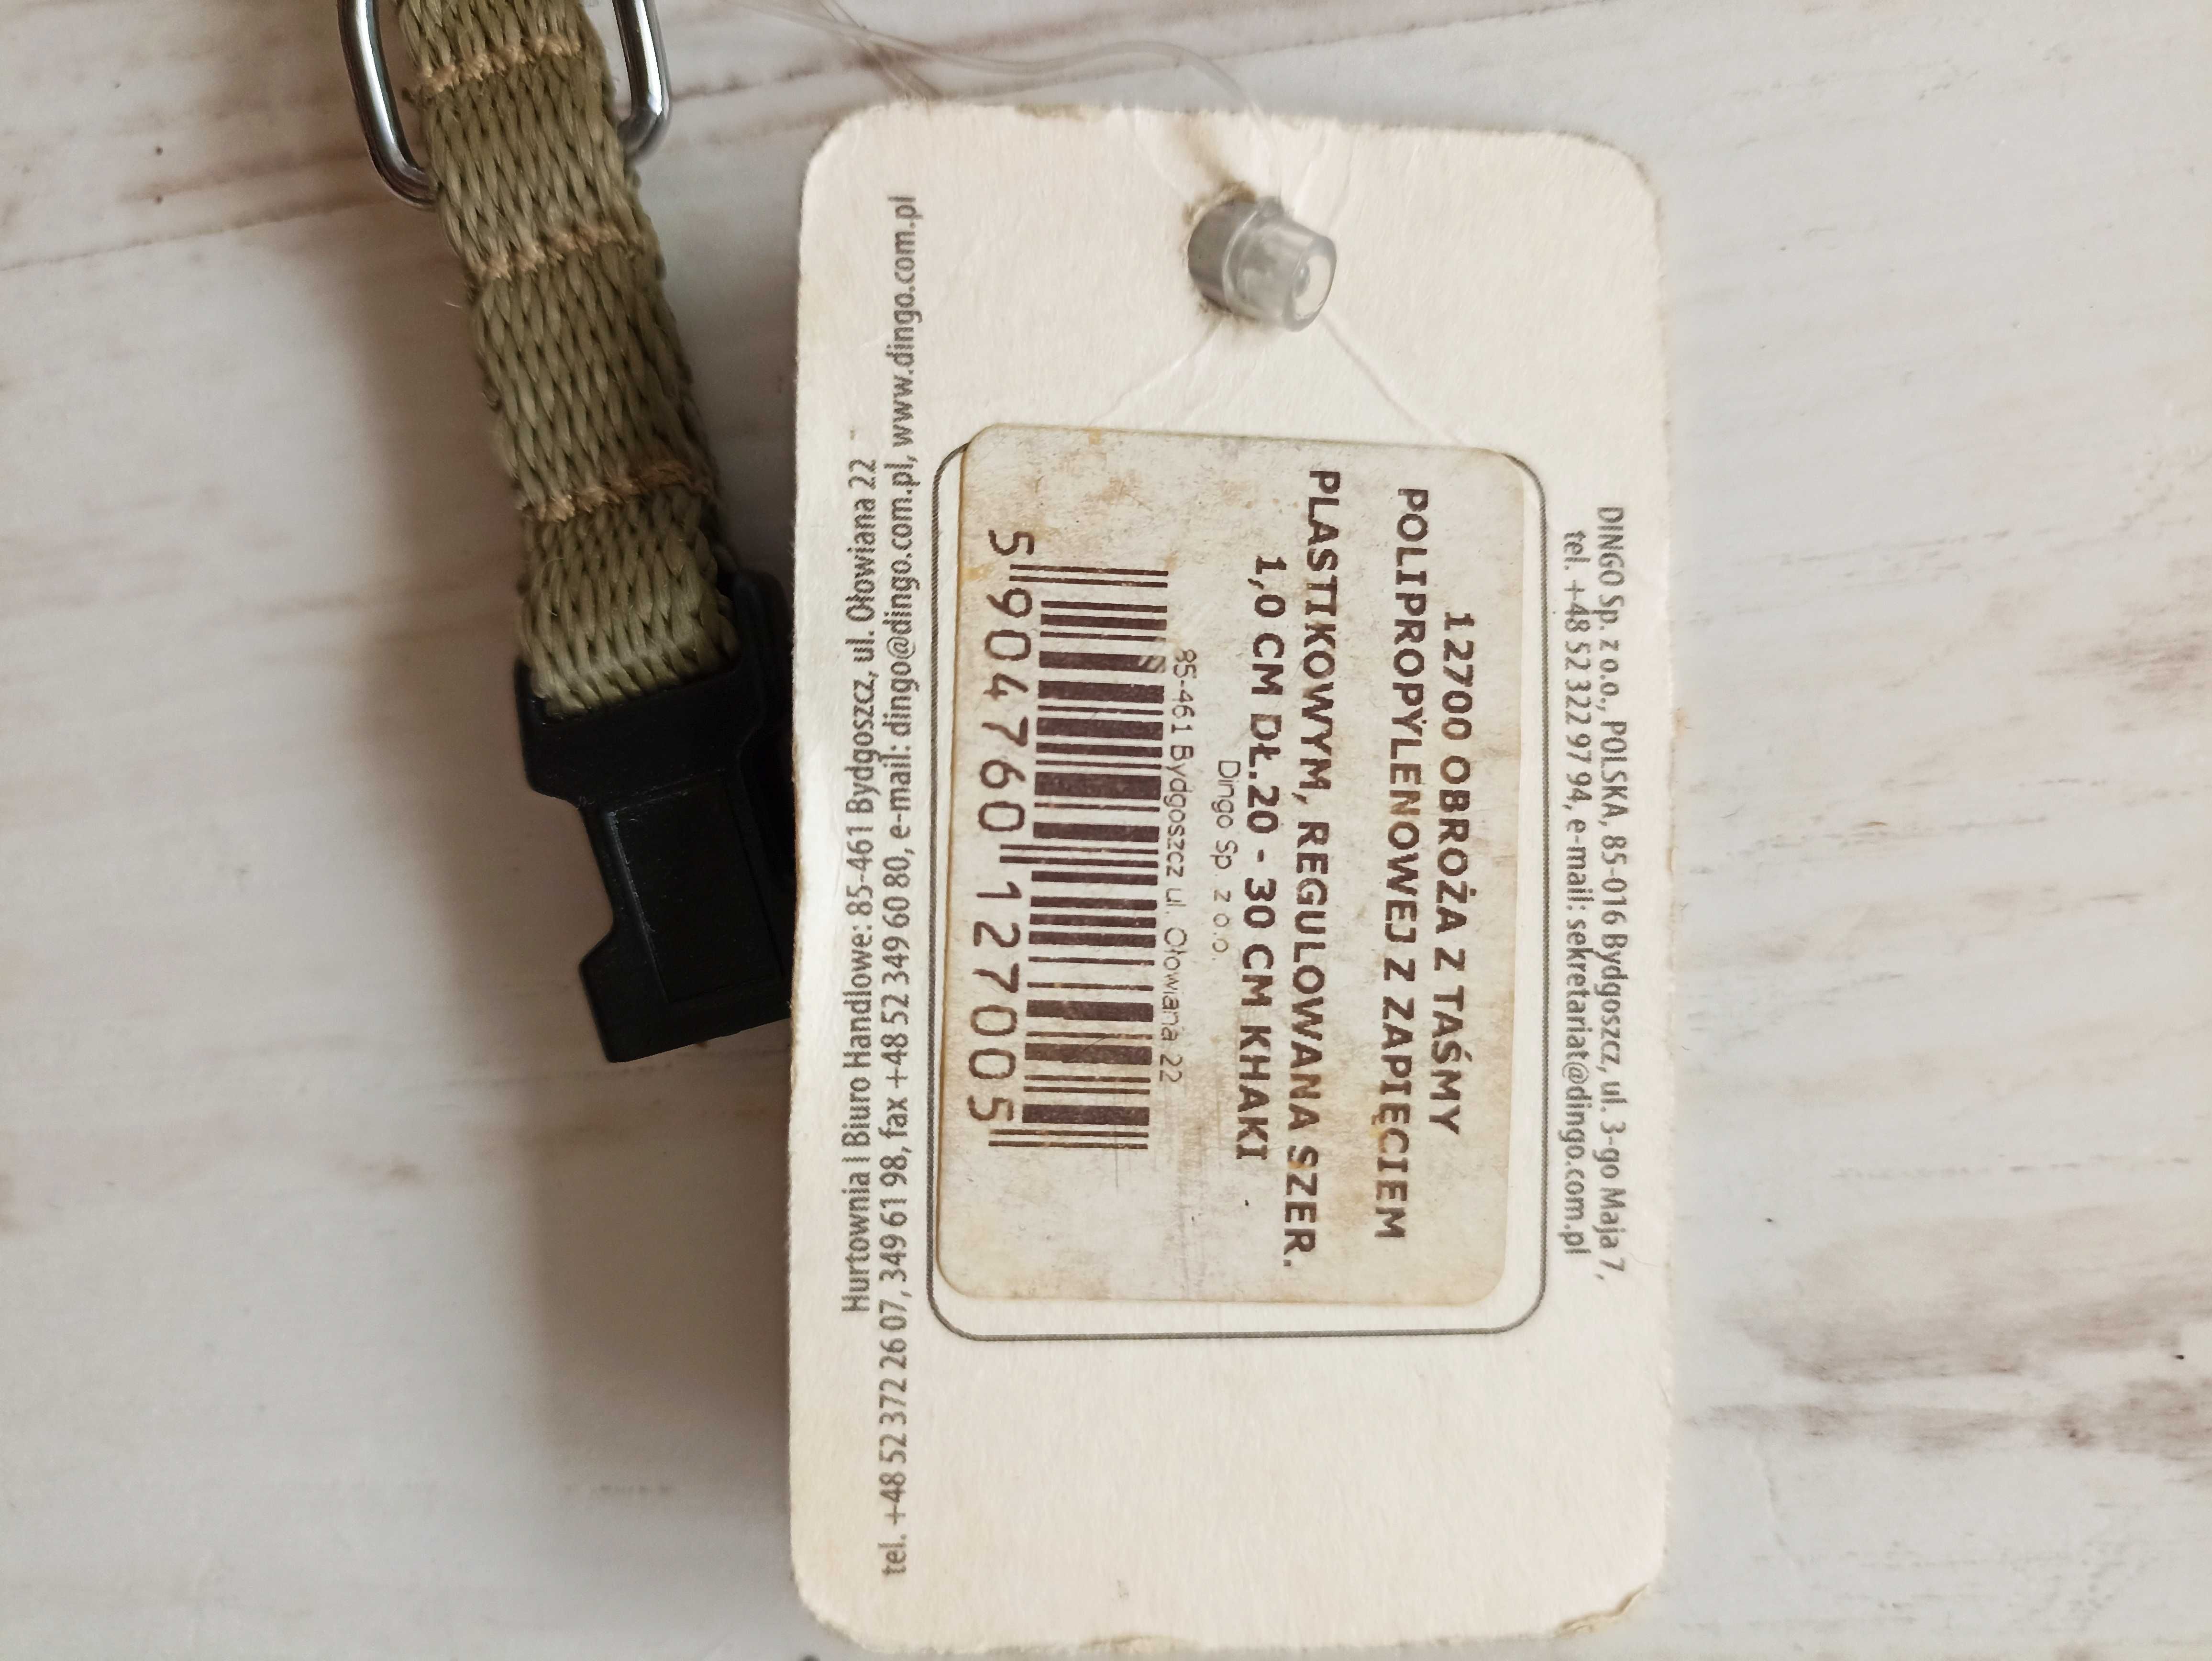 DINGO Sp. z o.o., POLSKA, 85-016 Bydgoszcz, ul. 3-go Maja 7,
tel. +48 52 322 97 94, e-mail: sekretariat@dingo.com.pl
12700 OBROŻA Z TAŚMY
POLIPROPYLENOWEJ Z ZAPIĘCIEM
PLASTIKOWYM, REGULOWANA SZER.
1,0 CM DŁ.20 - 30 CM KHAKI
Dingo Sp. z o.o.
85-461 Bydgoszcz ul. Ołowiana 22
5 904760 127005
Hurtownia i Biuro Handlowe: 85-461 Bydgoszcz, ul. Ołowiana 22
tel. +48 52 372 26 07, 349 61 98, fax +48 52 349 60 80, e-mail: dingo@dingo.com.pl, www.dingo.com.pl